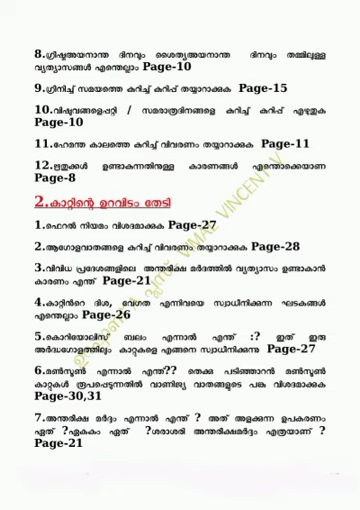 8.ഗ്രീഷ്മഅയനാന്ത ദിനവും ശൈത്യഅയനാന്ത ദിനവും തമ്മിലുള്ള
വ്യത്യാസങ്ങൾ എന്തെല്ലാം Page-10
9.ഗ്രിനിച്ച് സമയത്തെ കുറിച്ച് കുറിപ്പ് തയ്യാറാക്കുക Page-15
10.വിഷുവങ്ങളെപ്പറ്റി / സമരാത്രദിനങ്ങളെ കുറിച്ച് കുറിപ്പ് എഴുതുക
Page-10
11.ഹേമന്ത കാലത്തെ കുറിച്ച് വിവരണം തയ്യാറാക്കുക Page-11
12.ഋതുക്കൾ ഉണ്ടാകുന്നതിനുള്ള കാരണങ്ങൾ എന്തൊക്കെയാണ
Page-8
2.കാറ്റിന്റെ ഉറവിടം തേടി
1.ഫെറൽ നിയമം വിശദമാക്കുക Page-27
2.ആഗോളവാതങ്ങളെ കുറിച്ച് വിവരണം തയ്യാറാക്കുക Page-28
3.വിവിധ പ്രദേശങ്ങളിലെ അന്തരീക്ഷ മർദത്തിൽ വ്യത്യാസം ഉണ്ടാകാൻ
കാരണം എന്ത് Page-21
4.കാറ്റിൻറെ ദിശ, വേഗത എന്നിവയെ സ്വാധീനിക്കുന്ന ഘടകങ്ങൾ
എന്തെല്ലാം Page-26
5.കൊറിയോലിസ് ബലം എന്നാൽ എന്ത് :? ഇത് ഇരു
അർദ്ധഗോളത്തിലും കാറ്റുകളെ എങ്ങനെ സ്വാധീനിക്കുന്നു Page-27
6.മൺസൂൺ എന്നാൽ എന്ത്?? തെക്കു പടിഞ്ഞാറൻ മൺസൂൺ
കാറ്റുകൾ രൂപപ്പെടുന്നതിൽ വാണിജ്യ വാതങ്ങളുടെ പങ്കു വിശദമാക്കുക
Page-30,31
7.അന്തരീക്ഷ മർദ്ദം എന്നാൽ എന്ത് ? അത് അളക്കുന്ന ഉപകരണം
ഏത് ?ഏകകം ഏത് ?ശരാശരി അന്തരീക്ഷമർദ്ദം എത്രയാണ് ?
Page-21
VIMAL VINCENT V